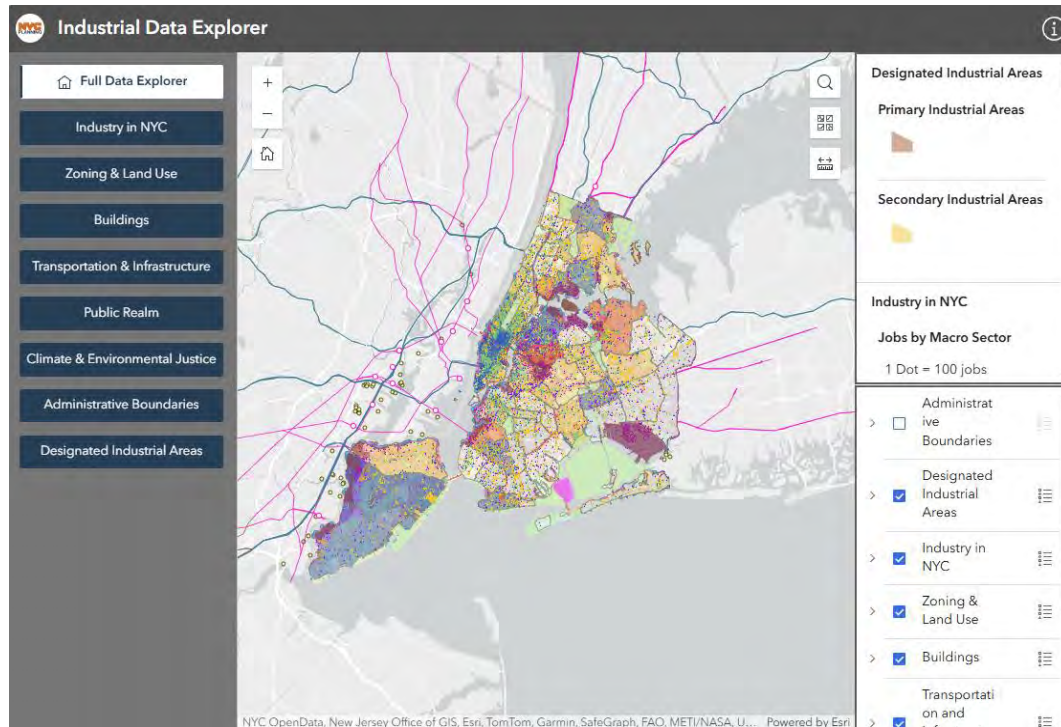 NYC
PLANNING
Industrial Data Explorer
Full Data Explorer
Industry in NYC
Zoning & Land Use
Buildings
Transportation & Infrastructure
Public Realm
Climate & Environmental Justice
Administrative Boundaries
Designated Industrial Areas
Designated Industrial Areas
Primary Industrial Areas
Secondary Industrial Areas
Industry in NYC
Jobs by Macro Sector
1 Dot = 100 jobs
Administrat
ive
Boundaries
Designated
Industrial
Areas
Industry in
NYC
Zoning &
Land Use
Buildings
Transportati
on and
NYC OpenData, New Jersey Office of GIS, Esri, TomTom, Garmin, SafeGraph, FAO, METI/NASA, U... Powered by Esri